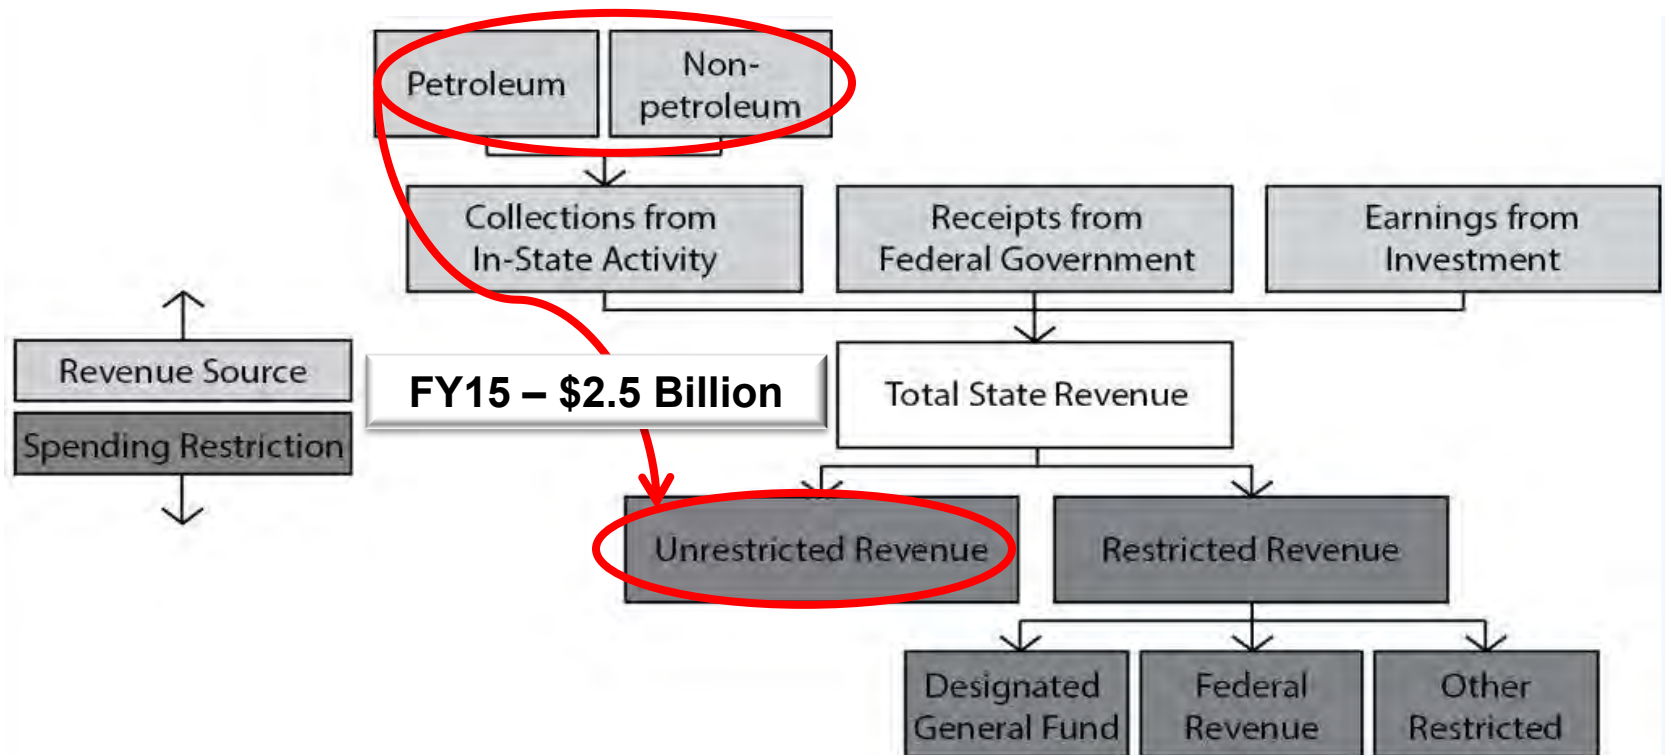 Petroleum
Non-
petroleum
Collections from
In-State Activity
Receipts from
Federal Government
Earnings from
Investment
Revenue Source
Spending Restriction
FY15 – $2.5 Billion
Total State Revenue
Unrestricted Revenue
Restricted Revenue
Designated
General Fund
Federal
Revenue
Other
Restricted